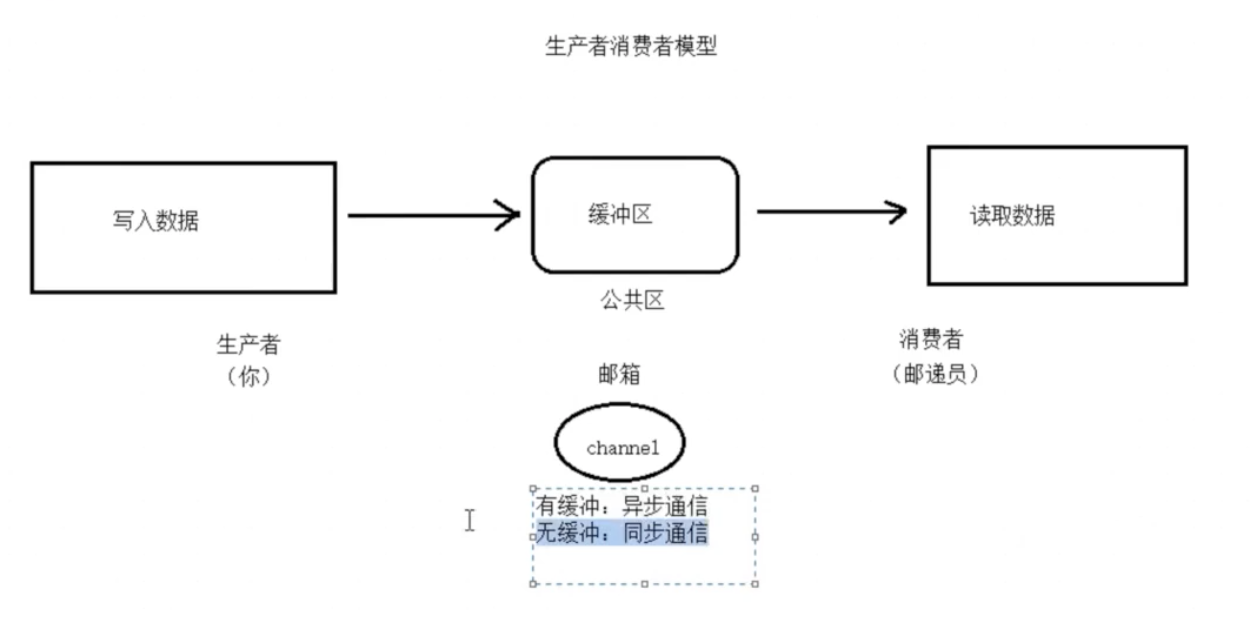 生产者消费者模型
写入数据
缓冲区
读取数据
公共区
生产者
（你）
消费者
（邮递员）
邮箱
channel
有缓冲：异步通信
无缓冲：同步通信